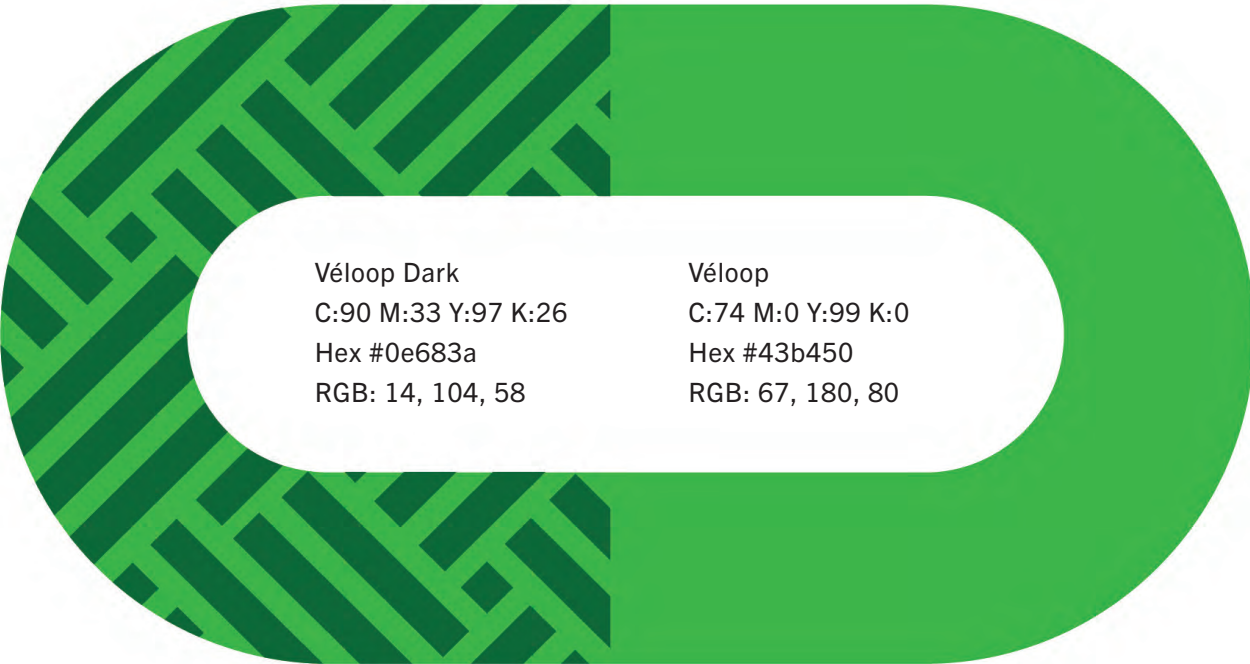 Véloop Dark
C:90 M:33 Y:97 K:26
Hex #0e683a
RGB: 14, 104, 58
Véloop
C:74 M:0 Y:99 K:0
Hex #43b450
RGB: 67, 180, 80